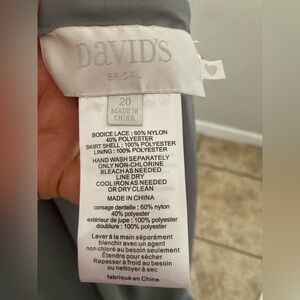 DAVID'S
BRIDAL
20
MADE IN
CHINA
BODICE LACE : 60% NYLON
40% POLYESTER
SKIRT SHELL : 100% POLYESTER
LINING : 100% POLYESTER
HAND WASH SEPARATELY
ONLY NON-CHLORINE
BLEACH AS NEEDED
LINE DRY
COOL IRON AS NEEDED
OR DRY CLEAN
MADE IN CHINA
corsage dentelle : 60% nylon
40% polyester
extérieur de jupe : 100% polyester
doublure : 100% polyester
Laver à la main séparément
blanchir avec un agent
non-chloré au besoin seulement
Étendre pour sécher
Repasser à froid au besoin
ou nettoyer à sec
fabriqué en Chine